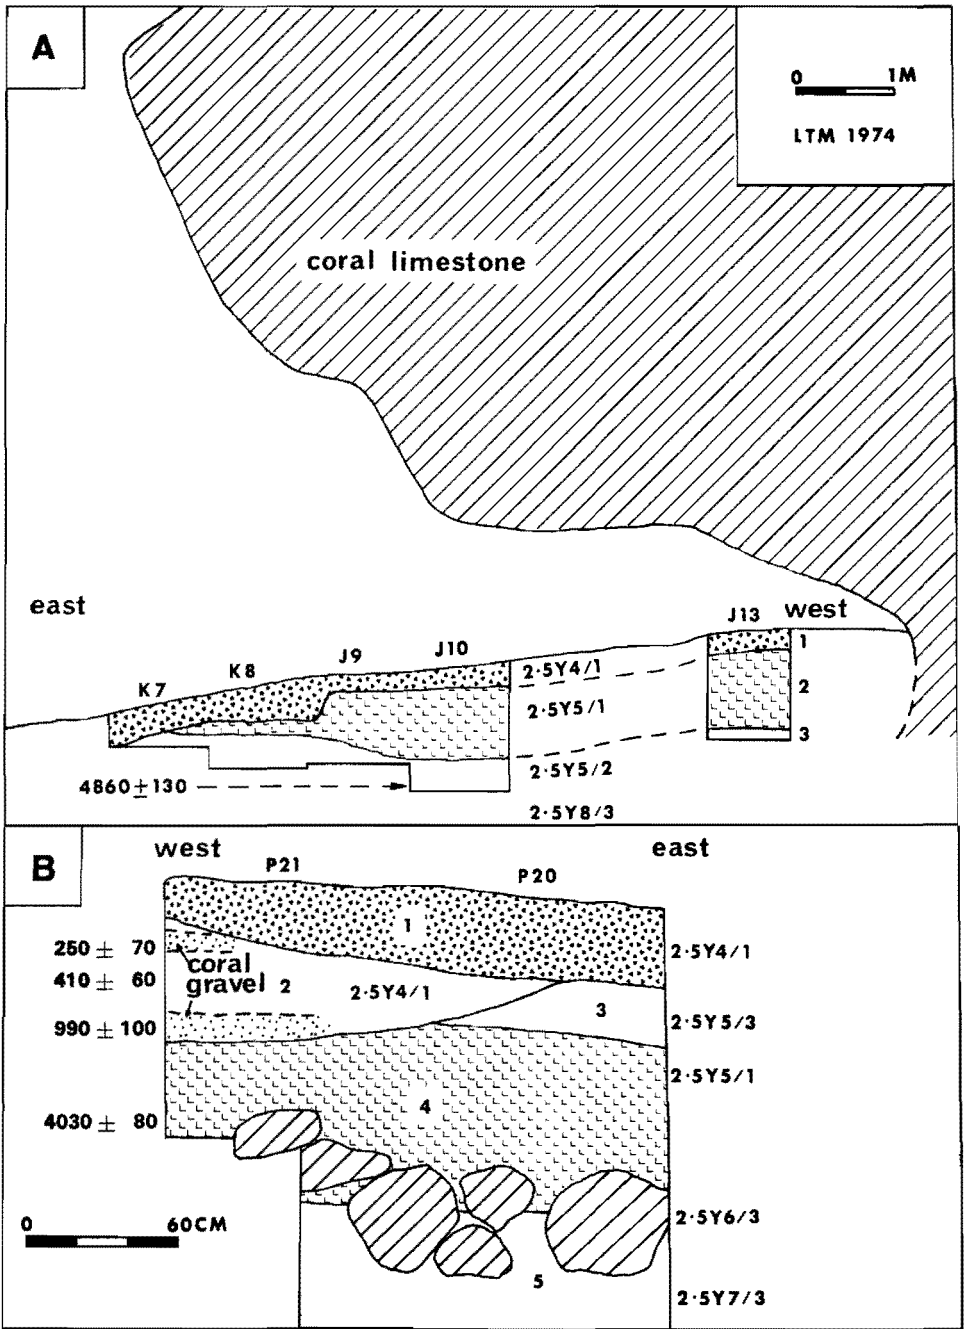 A
0 1M
LTM 1974
coral limestone
east
west
J13
K7 K8 J9 J10
2·5Y4/1
1
2·5Y5/1
2
3
2·5Y5/2
4860±130
2·5Y8/3
B
west
east
P21
P20
1
250 ± 70
2·5Y4/1
coral
410 ± 60
gravel 2
2·5Y4/1
3
990 ± 100
2·5Y5/3
2·5Y5/1
4
4030 ± 80
0 60CM
2·5Y6/3
5
2·5Y7/3